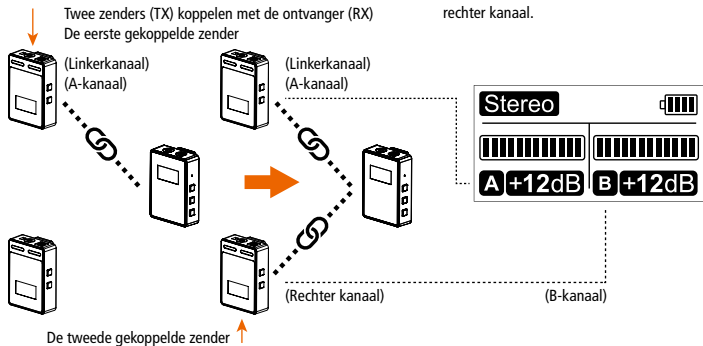 Twee zenders (TX) koppelen met de ontvanger (RX)
De eerste gekoppelde zender
rechter kanaal.
(Linkerkanaal)
(A-kanaal)
(Linkerkanaal)
(A-kanaal)
Stereo
A +12dB B +12dB
(Rechter kanaal)
(B-kanaal)
De tweede gekoppelde zender